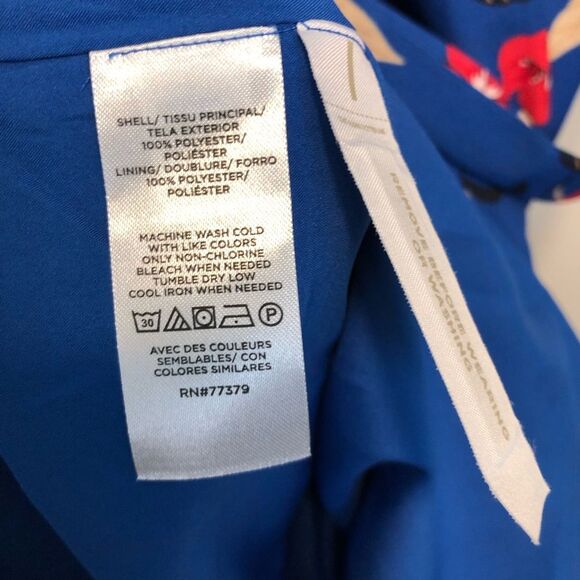 SHELL/ TISSU PRINCIPAL/
TELA EXTERIOR
100% POLYESTER/
POLIÉSTER
LINING/ DOUBLURE/ FORRO
100% POLYESTER/
POLIÉSTER
MACHINE WASH COLD
WITH LIKE COLORS
ONLY NON-CHLORINE
BLEACH WHEN NEEDED
TUMBLE DRY LOW
COOL IRON WHEN NEEDED
30 P
AVEC DES COULEURS
SEMBLABLES/ CON
COLORES SIMILARES
RN#77379
REMOVE BEFORE WEARING
OR WASHING